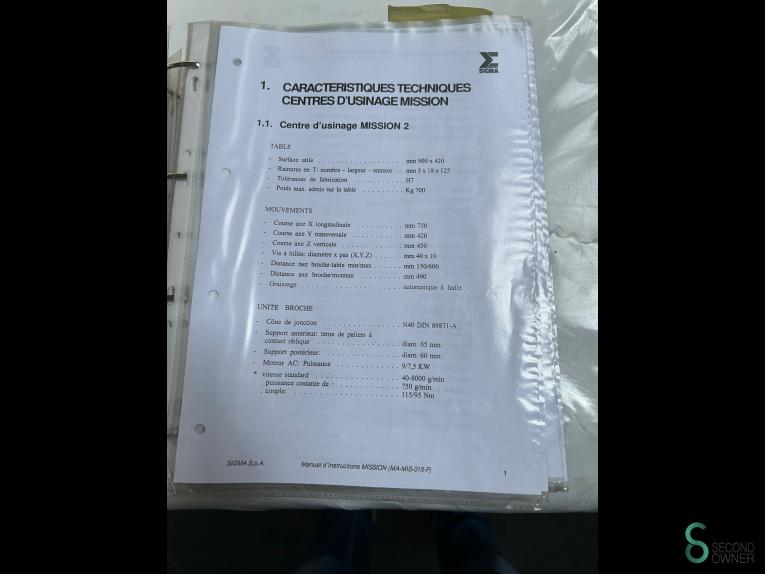 SIGMA
1. CARACTERISTIQUES TECHNIQUES
CENTRES D'USINAGE MISSION
1.1. Centre d'usinage MISSION 2
TABLE
- Surface utile . . . . . . . . . . . . . . . . . . . . mm 900 x 420
- Rainures en T: nombre - largeur - entraxe . . mm 3 x 18 x 125
- Tolérances de fabrication . . . . . . . . . . . H7
- Poids max. admis sur la table . . . . . . . . . Kg 700
MOUVEMENTS
- Course axe X longitudinale . . . . . . . . . . . mm 750
- Course axe Y transversale . . . . . . . . . . . mm 420
- Course axe Z verticale . . . . . . . . . . . . . mm 450
- Vis à billes: diamètre x pas (X,Y,Z) . . . . . . mm 40 x 10
- Distance nez broche-table min/max . . . . . . mm 150/600
- Distance axe broche/montant . . . . . . . . . . mm 490
- Graissage . . . . . . . . . . . . . . . . . . . . automatique à huile
UNITE BROCHE
- Cône de jonction . . . . . . . . . . . . . . . . N40 DIN 69871-A
- Support antérieur: terne de paliers à
contact oblique . . . . . . . . . . . . . . . . . diam. 65 mm
- Support postérieur: diam. 60 mm
- Moteur AC: Puissance . . . . . . . . . . . . . . 9/7,5 KW
* vitesse standard . . . . . . . . . . . . . . . . . 40-8000 g/min
. puissance costante de : . . . . . . . . . . . . . 750 g/min
. couple: . . . . . . . . . . . . . . . . . . . . . 115/95 Nm
SIGMA S.p.A. Manuel d'Instructions MISSION (MA-MIS-015-F) 1
SECOND
OWNER